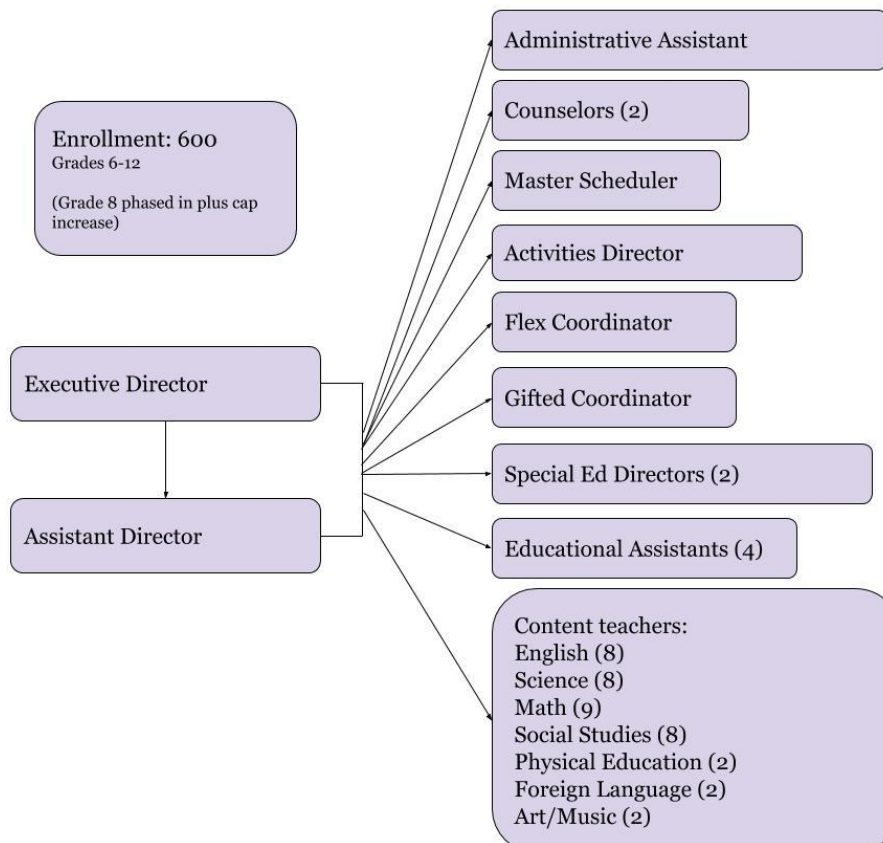 Enrollment: 600
Grades 6-12
(Grade 8 phased in plus cap
increase)
Executive Director
Assistant Director
Administrative Assistant
Counselors (2)
Master Scheduler
Activities Director
Flex Coordinator
Gifted Coordinator
Special Ed Directors (2)
Educational Assistants (4)
Content teachers:
English (8)
Science (8)
Math (9)
Social Studies (8)
Physical Education (2)
Foreign Language (2)
Art/Music (2)